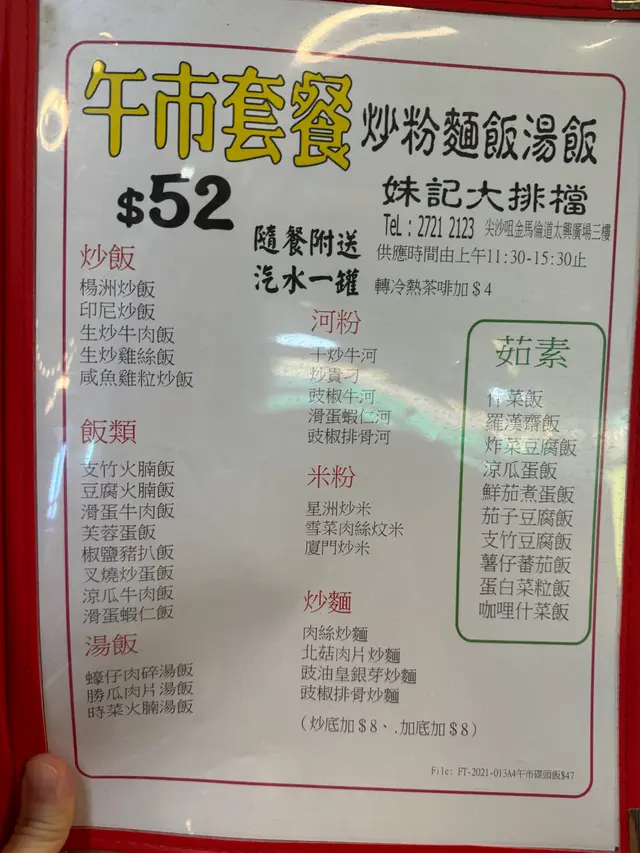 午市套餐
炒粉麵飯湯飯
$52
妹記大排檔
TeL：2721 2123 尖沙咀金馬倫道太興廣場三樓
隨餐附送
汽水一罐
供應時間由上午11:30-15:30止
轉冷熱茶啡加＄4
炒飯
楊洲炒飯
印尼炒飯
生炒牛肉飯
生炒雞絲飯
咸魚雞粒炒飯
飯類
支竹火腩飯
豆腐火腩飯
滑蛋牛肉飯
芙蓉蛋飯
椒鹽豬扒飯
叉燒炒蛋飯
涼瓜牛肉飯
滑蛋蝦仁飯
湯飯
蠔仔肉碎湯飯
勝瓜肉片湯飯
時菜火腩湯飯
河粉
干炒牛河
炒貴刁
豉椒牛河
滑蛋蝦仁河
豉椒排骨河
米粉
星洲炒米
雪菜肉絲炆米
廈門炒米
炒麵
肉絲炒麵
北菇肉片炒麵
豉油皇銀芽炒麵
豉椒排骨炒麵
（炒底加＄8、.加底加＄8）
茹素
什菜飯
羅漢齋飯
炸菜豆腐飯
涼瓜蛋飯
鮮茄煮蛋飯
茄子豆腐飯
支竹豆腐飯
薯仔蕃茄飯
蛋白菜粒飯
咖哩什菜飯
File: FT-2021-013A4午市碟頭飯$47